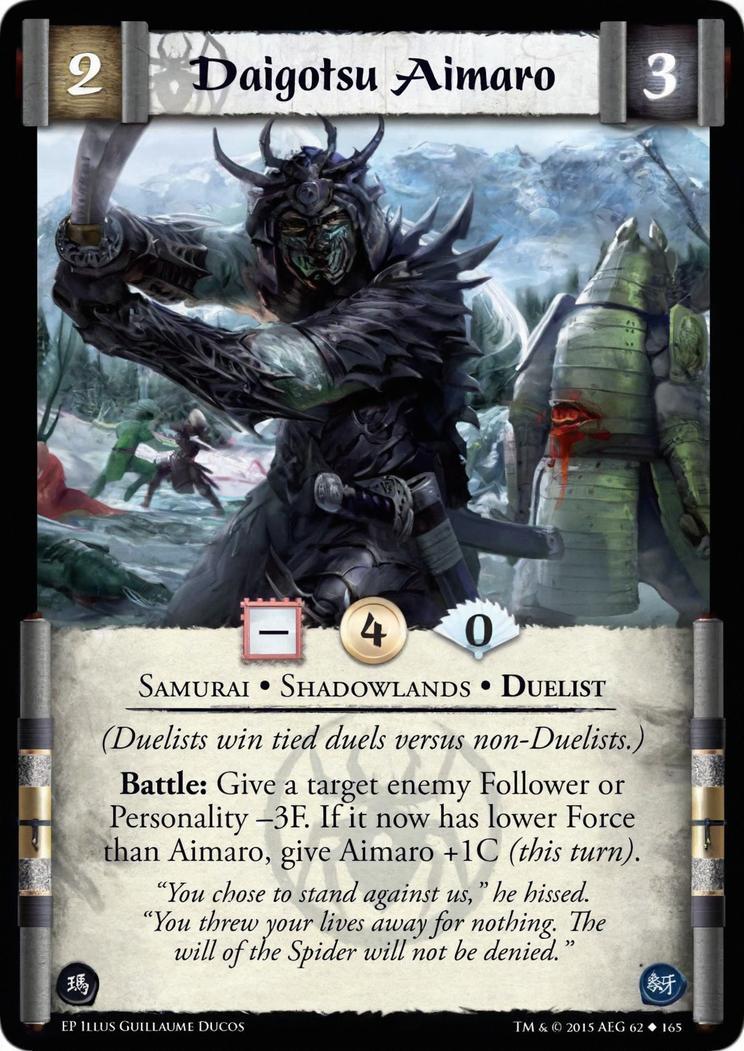 2 Daigotsu Aimaro 3
– 4 0
Samurai • Shadowlands • Duelist
(Duelists win tied duels versus non-Duelists.)
Battle: Give a target enemy Follower or
Personality –3F. If it now has lower Force
than Aimaro, give Aimaro +1C (this turn).
“You chose to stand against us,” he hissed.
“You threw your lives away for nothing. The
will of the Spider will not be denied.”
瑪
EP Illus Guillaume Ducos
TM & © 2015 AEG 62 ◆ 165